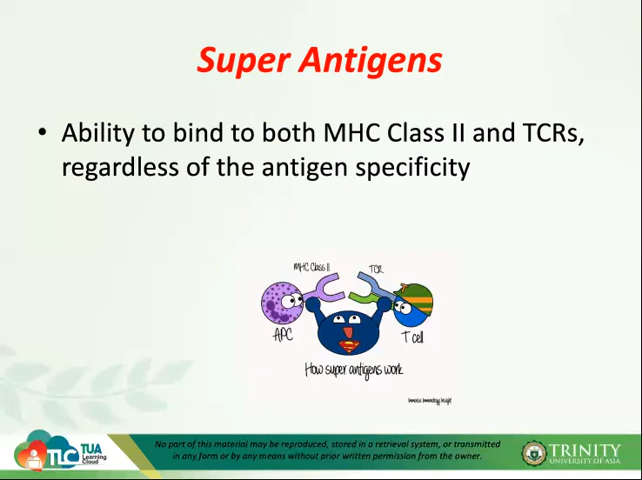 Super Antigens
• Ability to bind to both MHC Class II and TCRs,
regardless of the antigen specificity
MHC Class II
TCR
APC
T cell
How super antigens work
TLC
TUA
Learning
Cloud
No part of this material may be reproduced, stored in a retrieval system, or transmitted
in any form or by any means without prior written permission from the owner.
TRINITY
UNIVERSITY OF ASIA